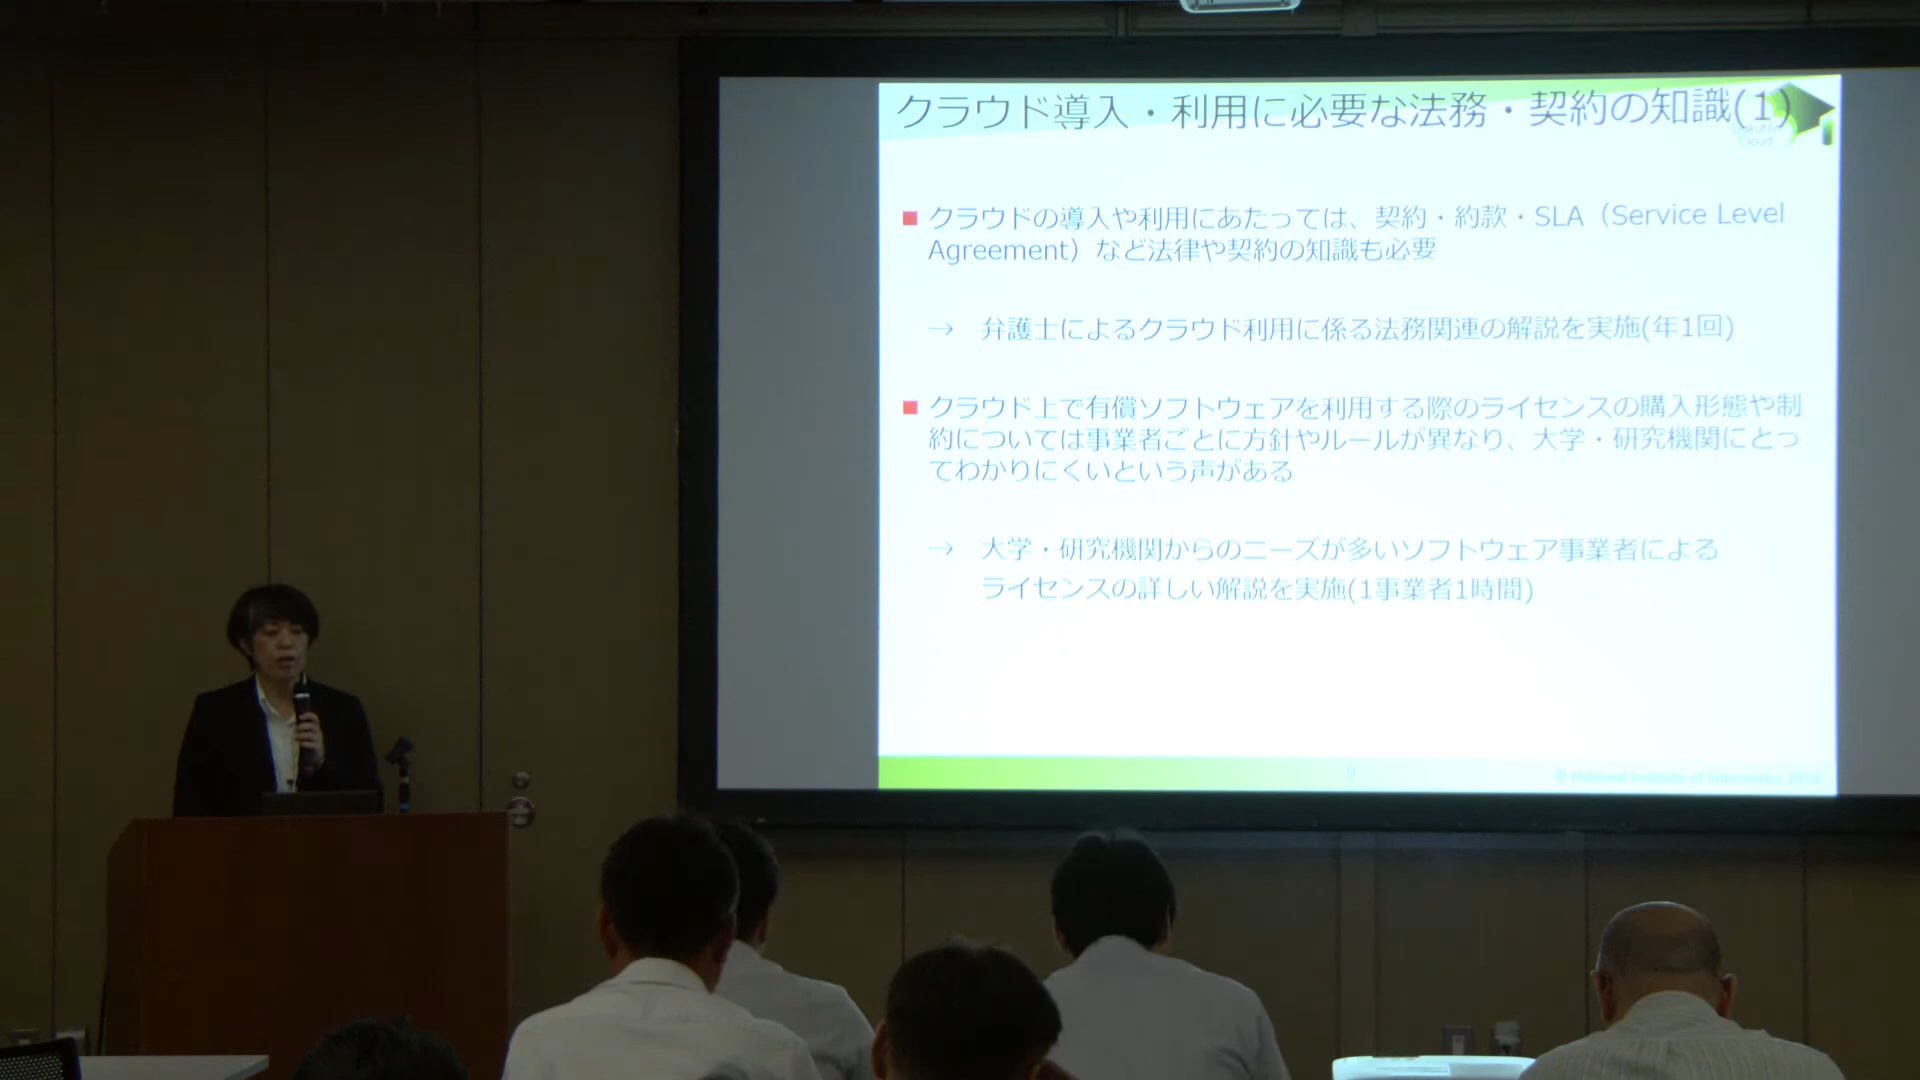 クラウド導入・利用に必要な法務・契約の知識(1)
Cloud
クラウドの導入や利用にあたっては、契約・約款・SLA（Service Level
Agreement）など法律や契約の知識も必要
→ 弁護士によるクラウド利用に係る法務関連の解説を実施(年1回)
クラウド上で有償ソフトウェアを利用する際のライセンスの購入形態や制
約については事業者ごとに方針やルールが異なり、大学・研究機関にとっ
てわかりにくいという声がある
→ 大学・研究機関からのニーズが多いソフトウェア事業者による
ライセンスの詳しい解説を実施(1事業者1時間)
© National Institute of Informatics